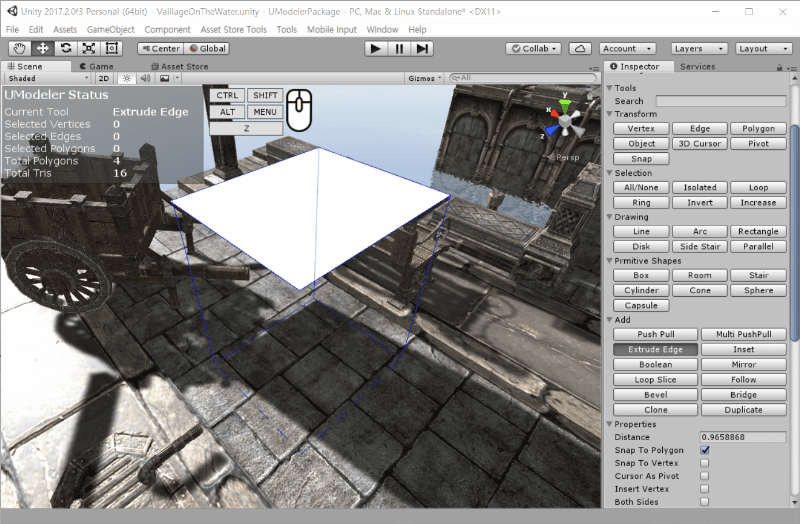 Unity 2017.2.0f3 Personal (64bit) - VaillageOnTheWater.unity - UModelerPackage - PC, Mac & Linux Standalone* <DX11>
File Edit Assets GameObject Component Asset Store Tools Tools Mobile Input Window Help
Center Global Collab Account Layers Layout
Scene Game Asset Store
Shaded 2D Gizmos All
UModeler Status
Current Tool Extrude Edge
Selected Vertices 0
Selected Edges 0
Selected Polygons 0
Total Polygons 4
Total Tris 16
CTRL SHIFT
ALT MENU
Z
y
x
z
Persp
Inspector Services
Tools
Search
Transform
Vertex Edge Polygon
Object 3D Cursor Pivot
Snap
Selection
All/None Isolated Loop
Ring Invert Increase
Drawing
Line Arc Rectangle
Disk Side Stair Parallel
Prmitive Shapes
Box Room Stair
Cylinder Cone Sphere
Capsule
Add
Push Pull Multi PushPull
Extrude Edge Inset
Boolean Mirror
Loop Slice Follow
Bevel Bridge
Clone Duplicate
Properties
Distance 0.9658868
Snap To Polygon
Snap To Vertex
Cursor As Pivot
Insert Vertex
Both Sides